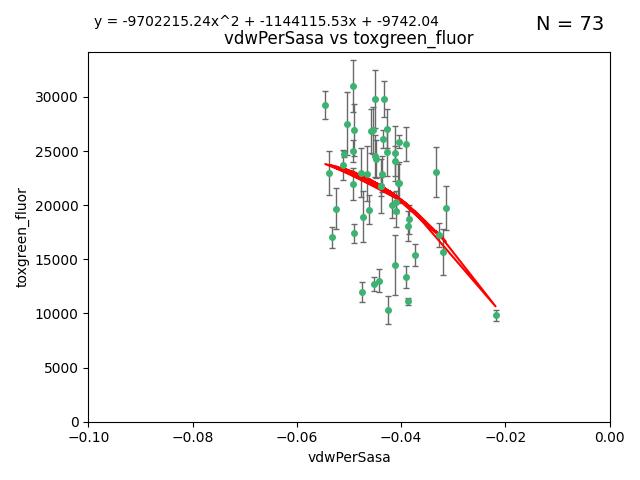 y = -9702215.24x^2 + -1144115.53x + -9742.04
N = 73
vdwPerSasa vs toxgreen_fluor
30000
25000
20000
15000
10000
5000
0
toxgreen_fluor
−0.10
−0.08
−0.06
−0.04
−0.02
0.00
vdwPerSasa